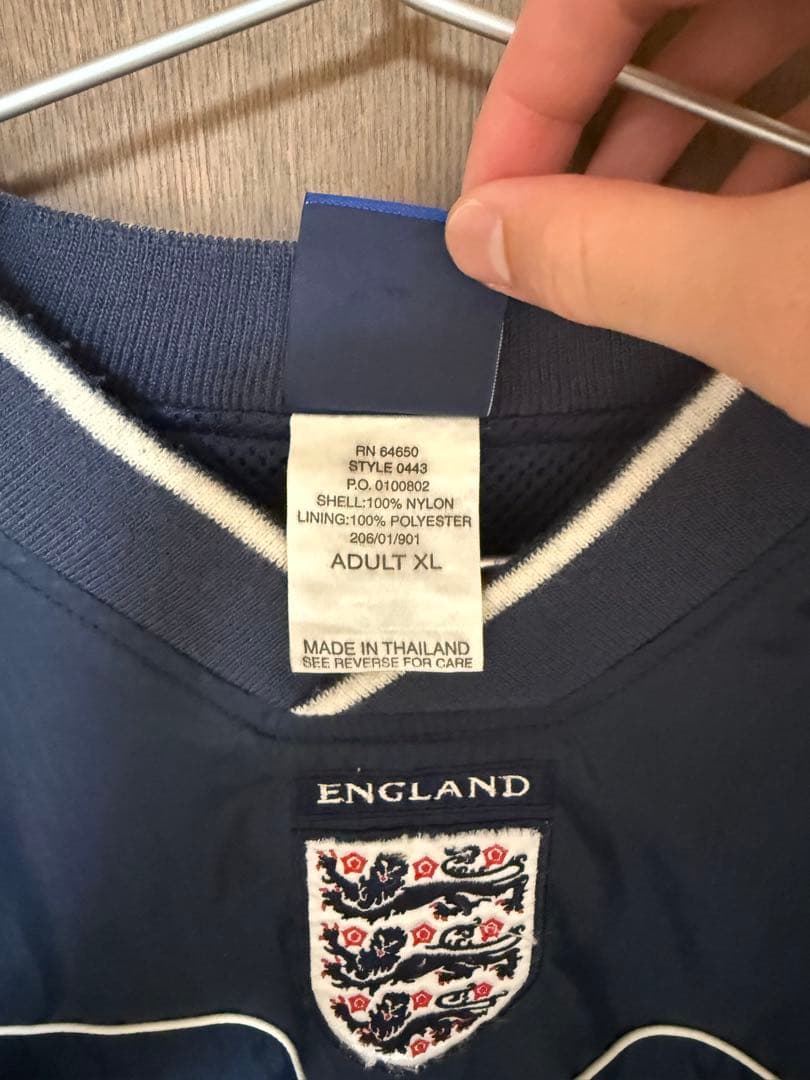 RN 64650
STYLE 0443
P.O. 0100802
SHELL:100% NYLON
LINING:100% POLYESTER
206/01/901
ADULT XL
MADE IN THAILAND
SEE REVERSE FOR CARE
ENGLAND